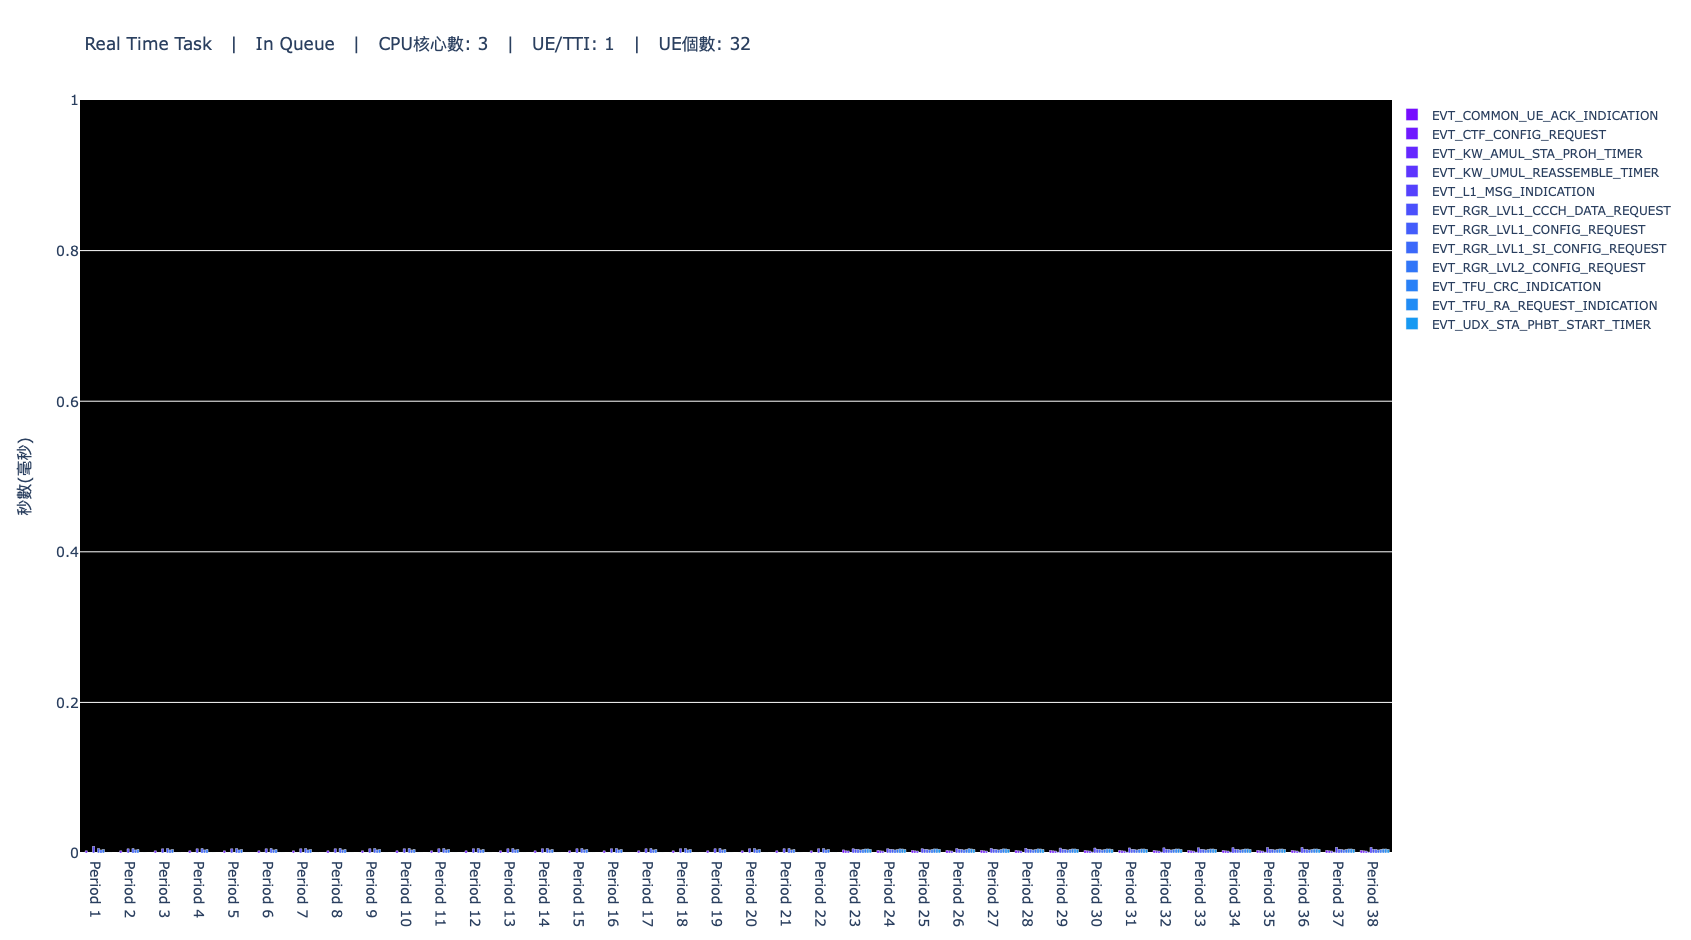 Real Time Task | In Queue | CPU核心數: 3 | UE/TTI: 1 | UE個數: 32
1
0.8
0.6
0.4
0.2
0
秒數(毫秒)
Period 1
Period 2
Period 3
Period 4
Period 5
Period 6
Period 7
Period 8
Period 9
Period 10
Period 11
Period 12
Period 13
Period 14
Period 15
Period 16
Period 17
Period 18
Period 19
Period 20
Period 21
Period 22
Period 23
Period 24
Period 25
Period 26
Period 27
Period 28
Period 29
Period 30
Period 31
Period 32
Period 33
Period 34
Period 35
Period 36
Period 37
Period 38
EVT_COMMON_UE_ACK_INDICATION
EVT_CTF_CONFIG_REQUEST
EVT_KW_AMUL_STA_PROH_TIMER
EVT_KW_UMUL_REASSEMBLE_TIMER
EVT_L1_MSG_INDICATION
EVT_RGR_LVL1_CCCH_DATA_REQUEST
EVT_RGR_LVL1_CONFIG_REQUEST
EVT_RGR_LVL1_SI_CONFIG_REQUEST
EVT_RGR_LVL2_CONFIG_REQUEST
EVT_TFU_CRC_INDICATION
EVT_TFU_RA_REQUEST_INDICATION
EVT_UDX_STA_PHBT_START_TIMER